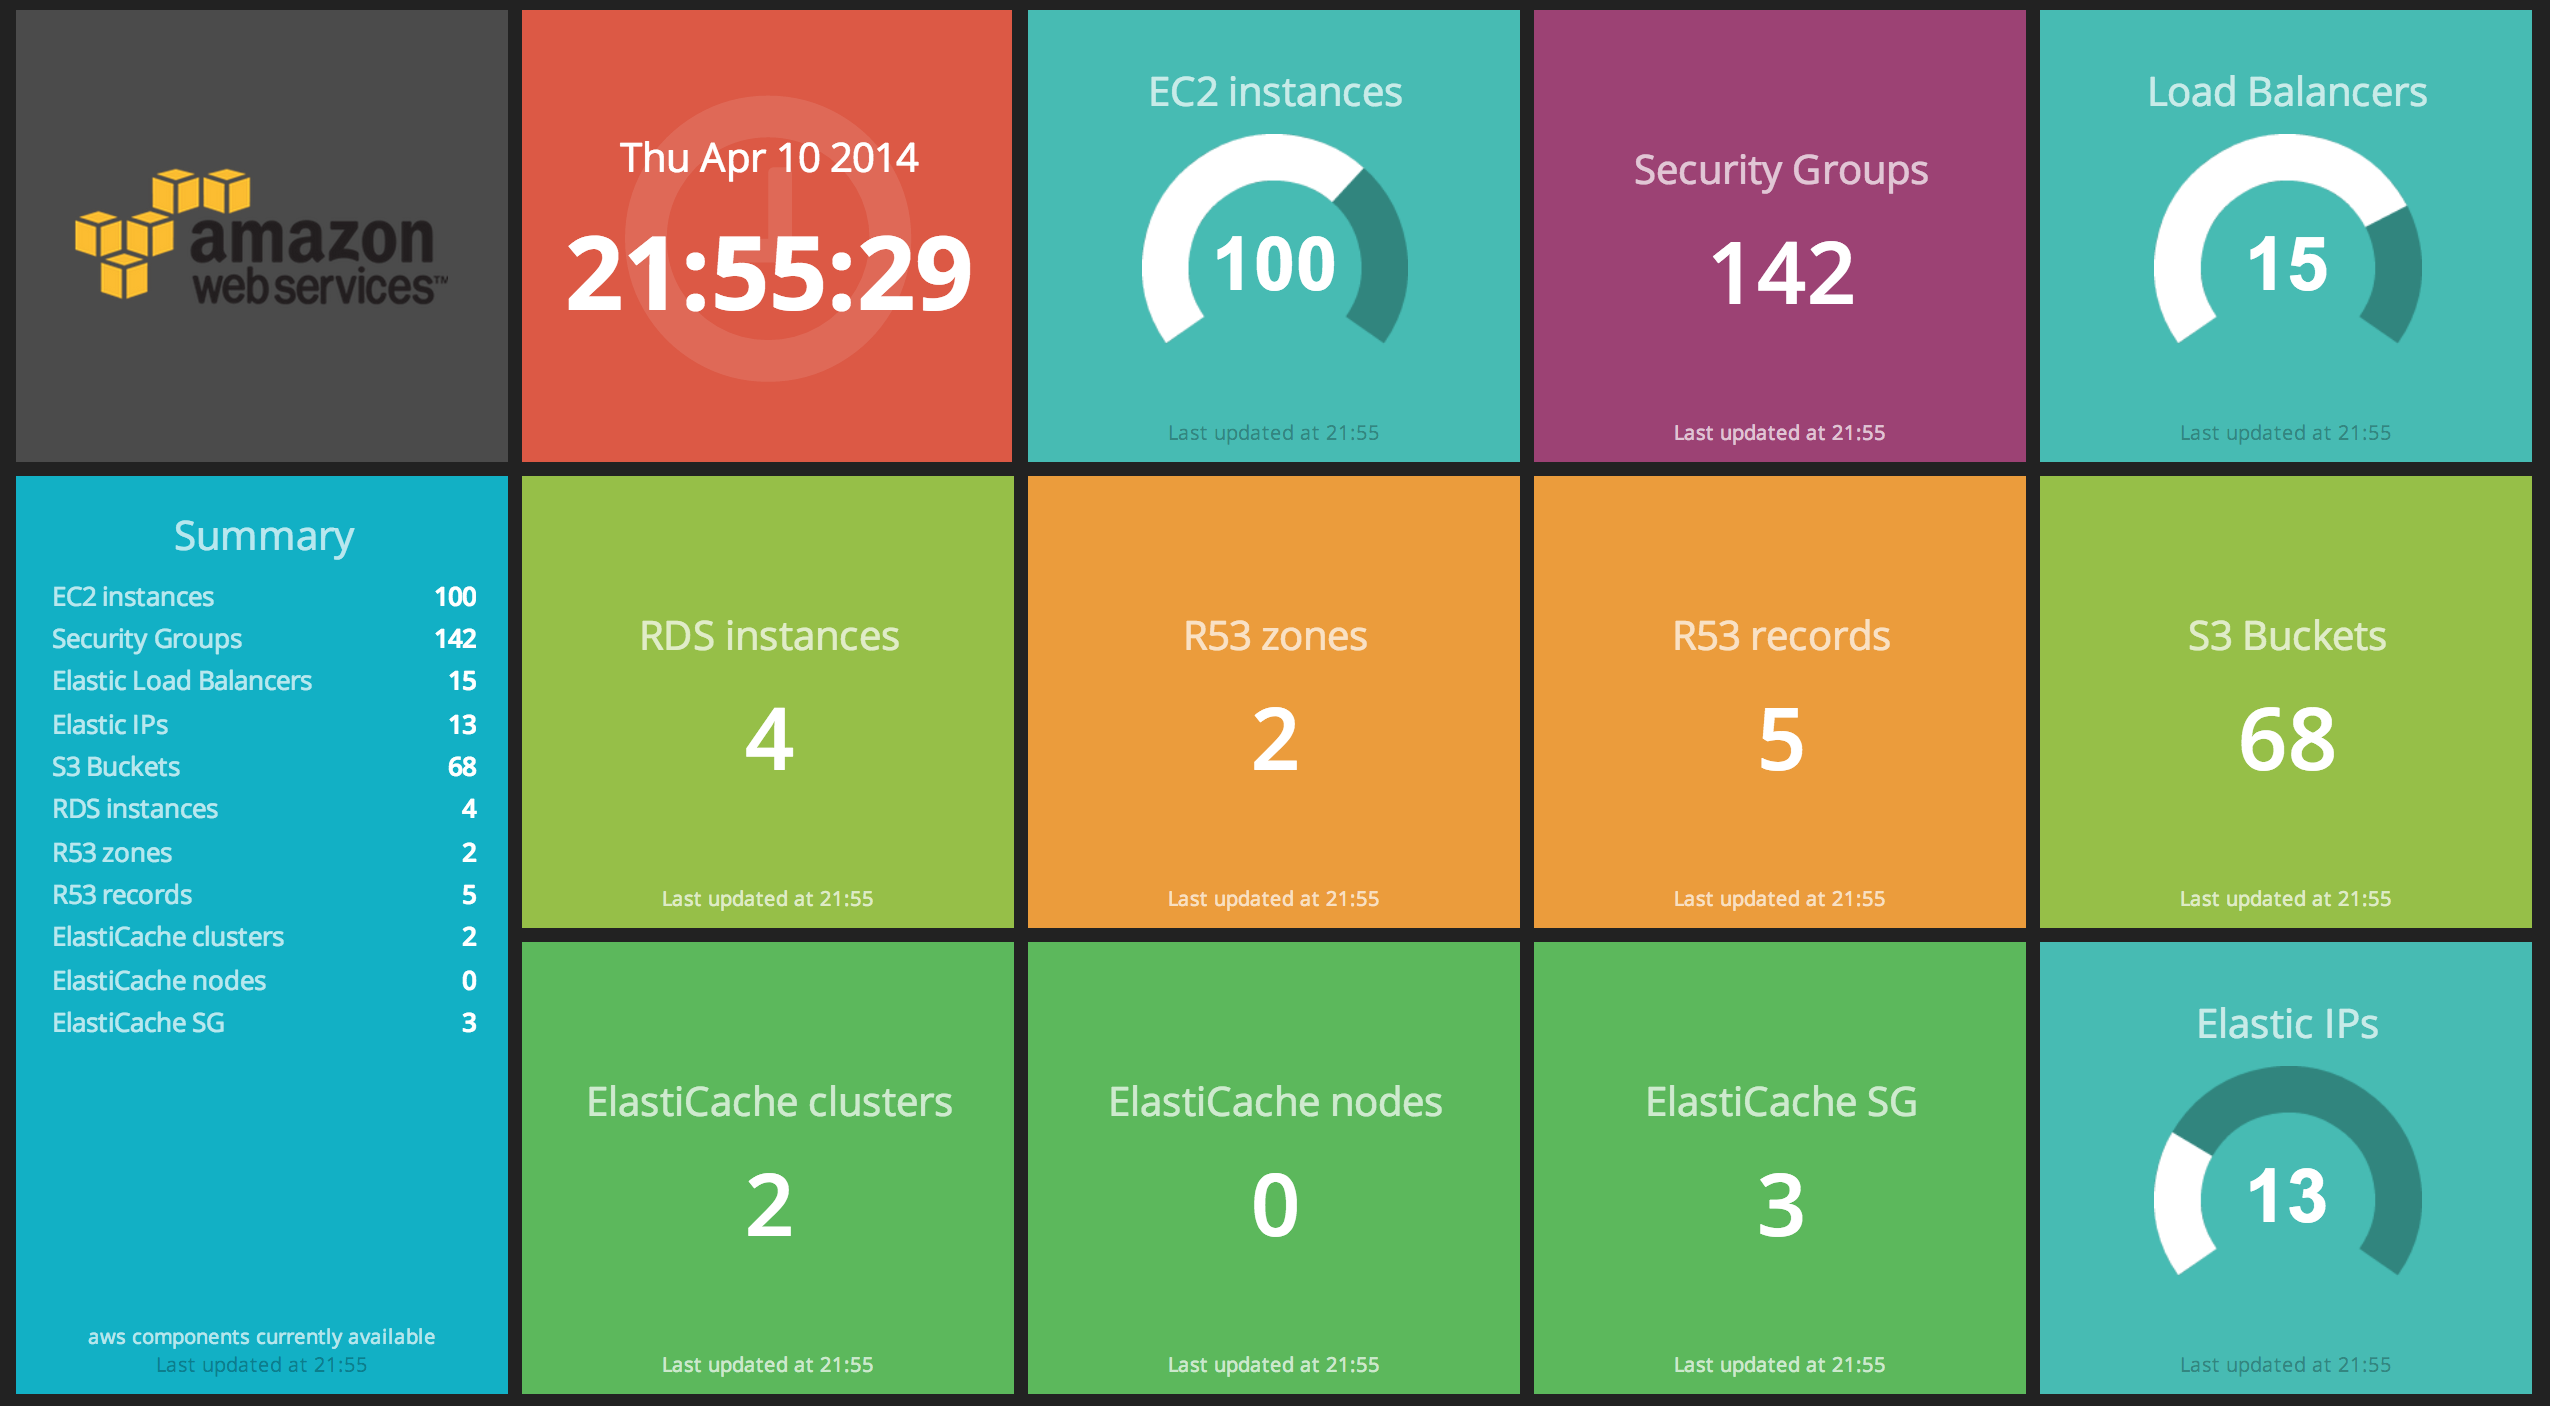 amazon
web services™
Thu Apr 10 2014
21:55:29
EC2 instances
100
Last updated at 21:55
Security Groups
142
Last updated at 21:55
Load Balancers
15
Last updated at 21:55
Summary
EC2 instances 100
Security Groups 142
Elastic Load Balancers 15
Elastic IPs 13
S3 Buckets 68
RDS instances 4
R53 zones 2
R53 records 5
ElastiCache clusters 2
ElastiCache nodes 0
ElastiCache SG 3
aws components currently available
Last updated at 21:55
RDS instances
4
Last updated at 21:55
R53 zones
2
Last updated at 21:55
R53 records
5
Last updated at 21:55
S3 Buckets
68
Last updated at 21:55
ElastiCache clusters
2
Last updated at 21:55
ElastiCache nodes
0
Last updated at 21:55
ElastiCache SG
3
Last updated at 21:55
Elastic IPs
13
Last updated at 21:55